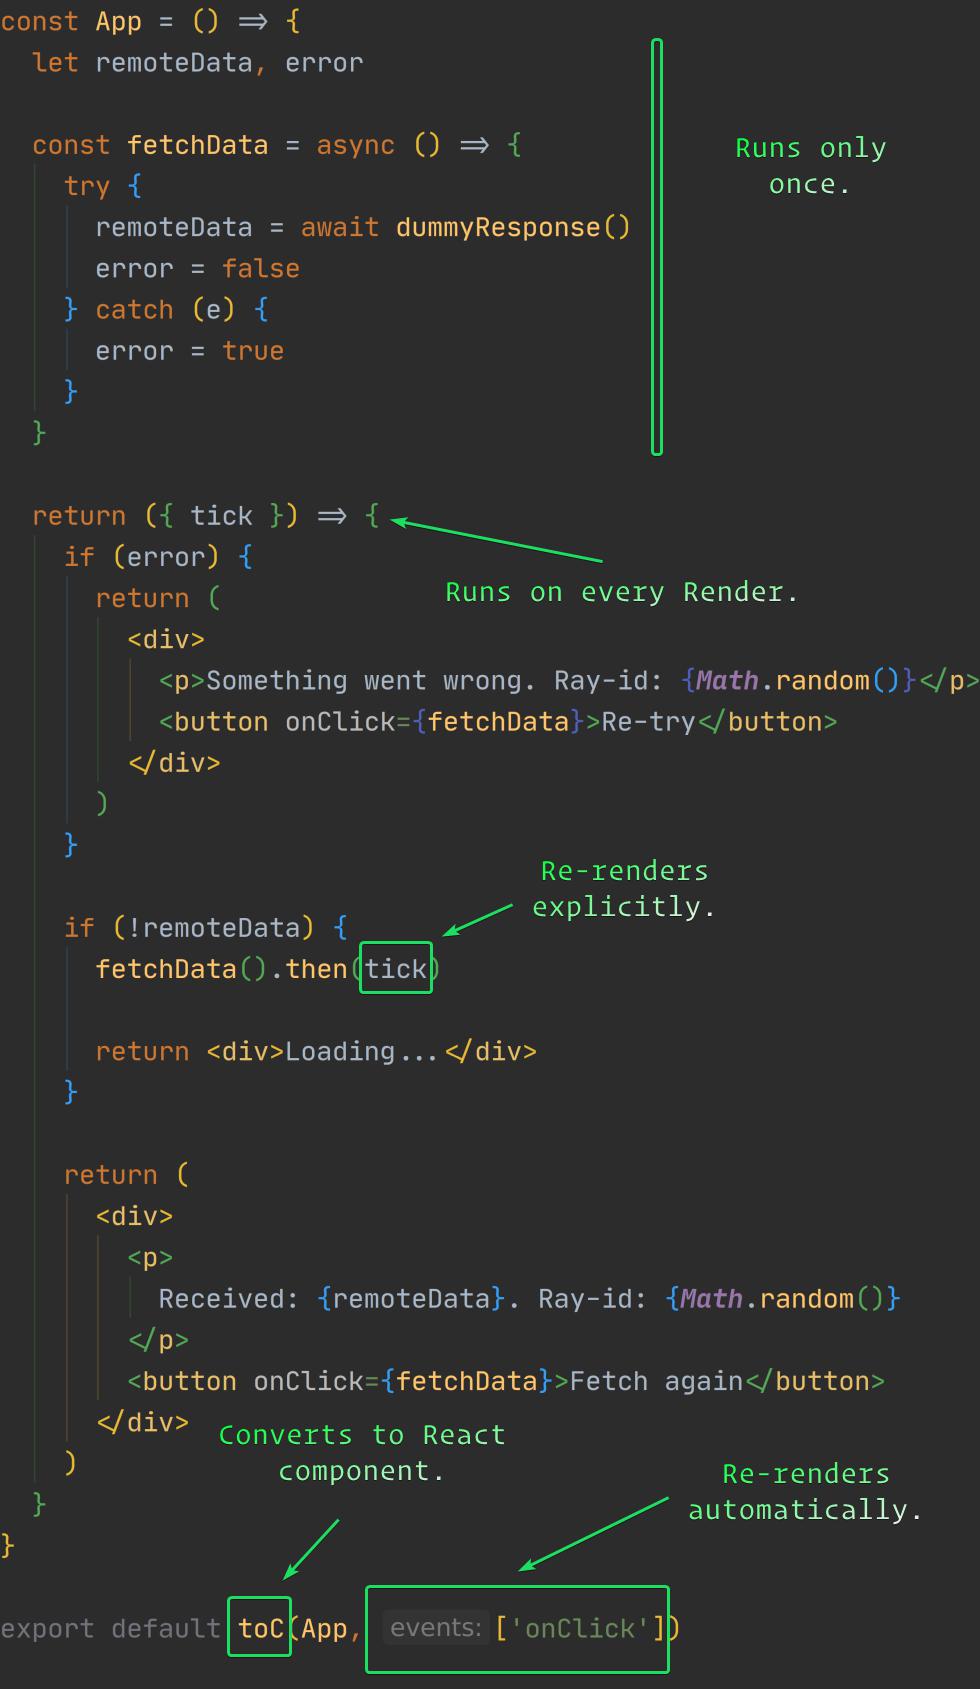 const App = () => {
  let remoteData, error
  const fetchData = async () => {
    try {
      remoteData = await dummyResponse()
      error = false
    } catch (e) {
      error = true
    }
  }
Runs only
once.
  return ({ tick }) => {
    if (error) {
Runs on every Render.
      return (
        <div>
          <p>Something went wrong. Ray-id: {Math.random()}</p>
          <button onClick={fetchData}>Re-try</button>
        </div>
      )
    }
Re-renders
explicitly.
    if (!remoteData) {
      fetchData().then(tick)
      return <div>Loading...</div>
    }
    return (
      <div>
        <p>
          Received: {remoteData}. Ray-id: {Math.random()}
        </p>
        <button onClick={fetchData}>Fetch again</button>
      </div>
    )
  }
}
Converts to React
component.
Re-renders
automatically.
export default toC(App, events: ['onClick'])